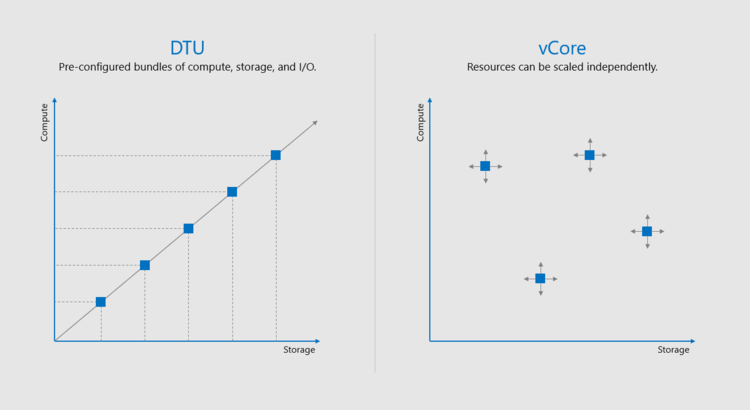 DTU
Pre-configured bundles of compute, storage, and I/O.
Compute
Storage
vCore
Resources can be scaled independently.
Compute
Storage